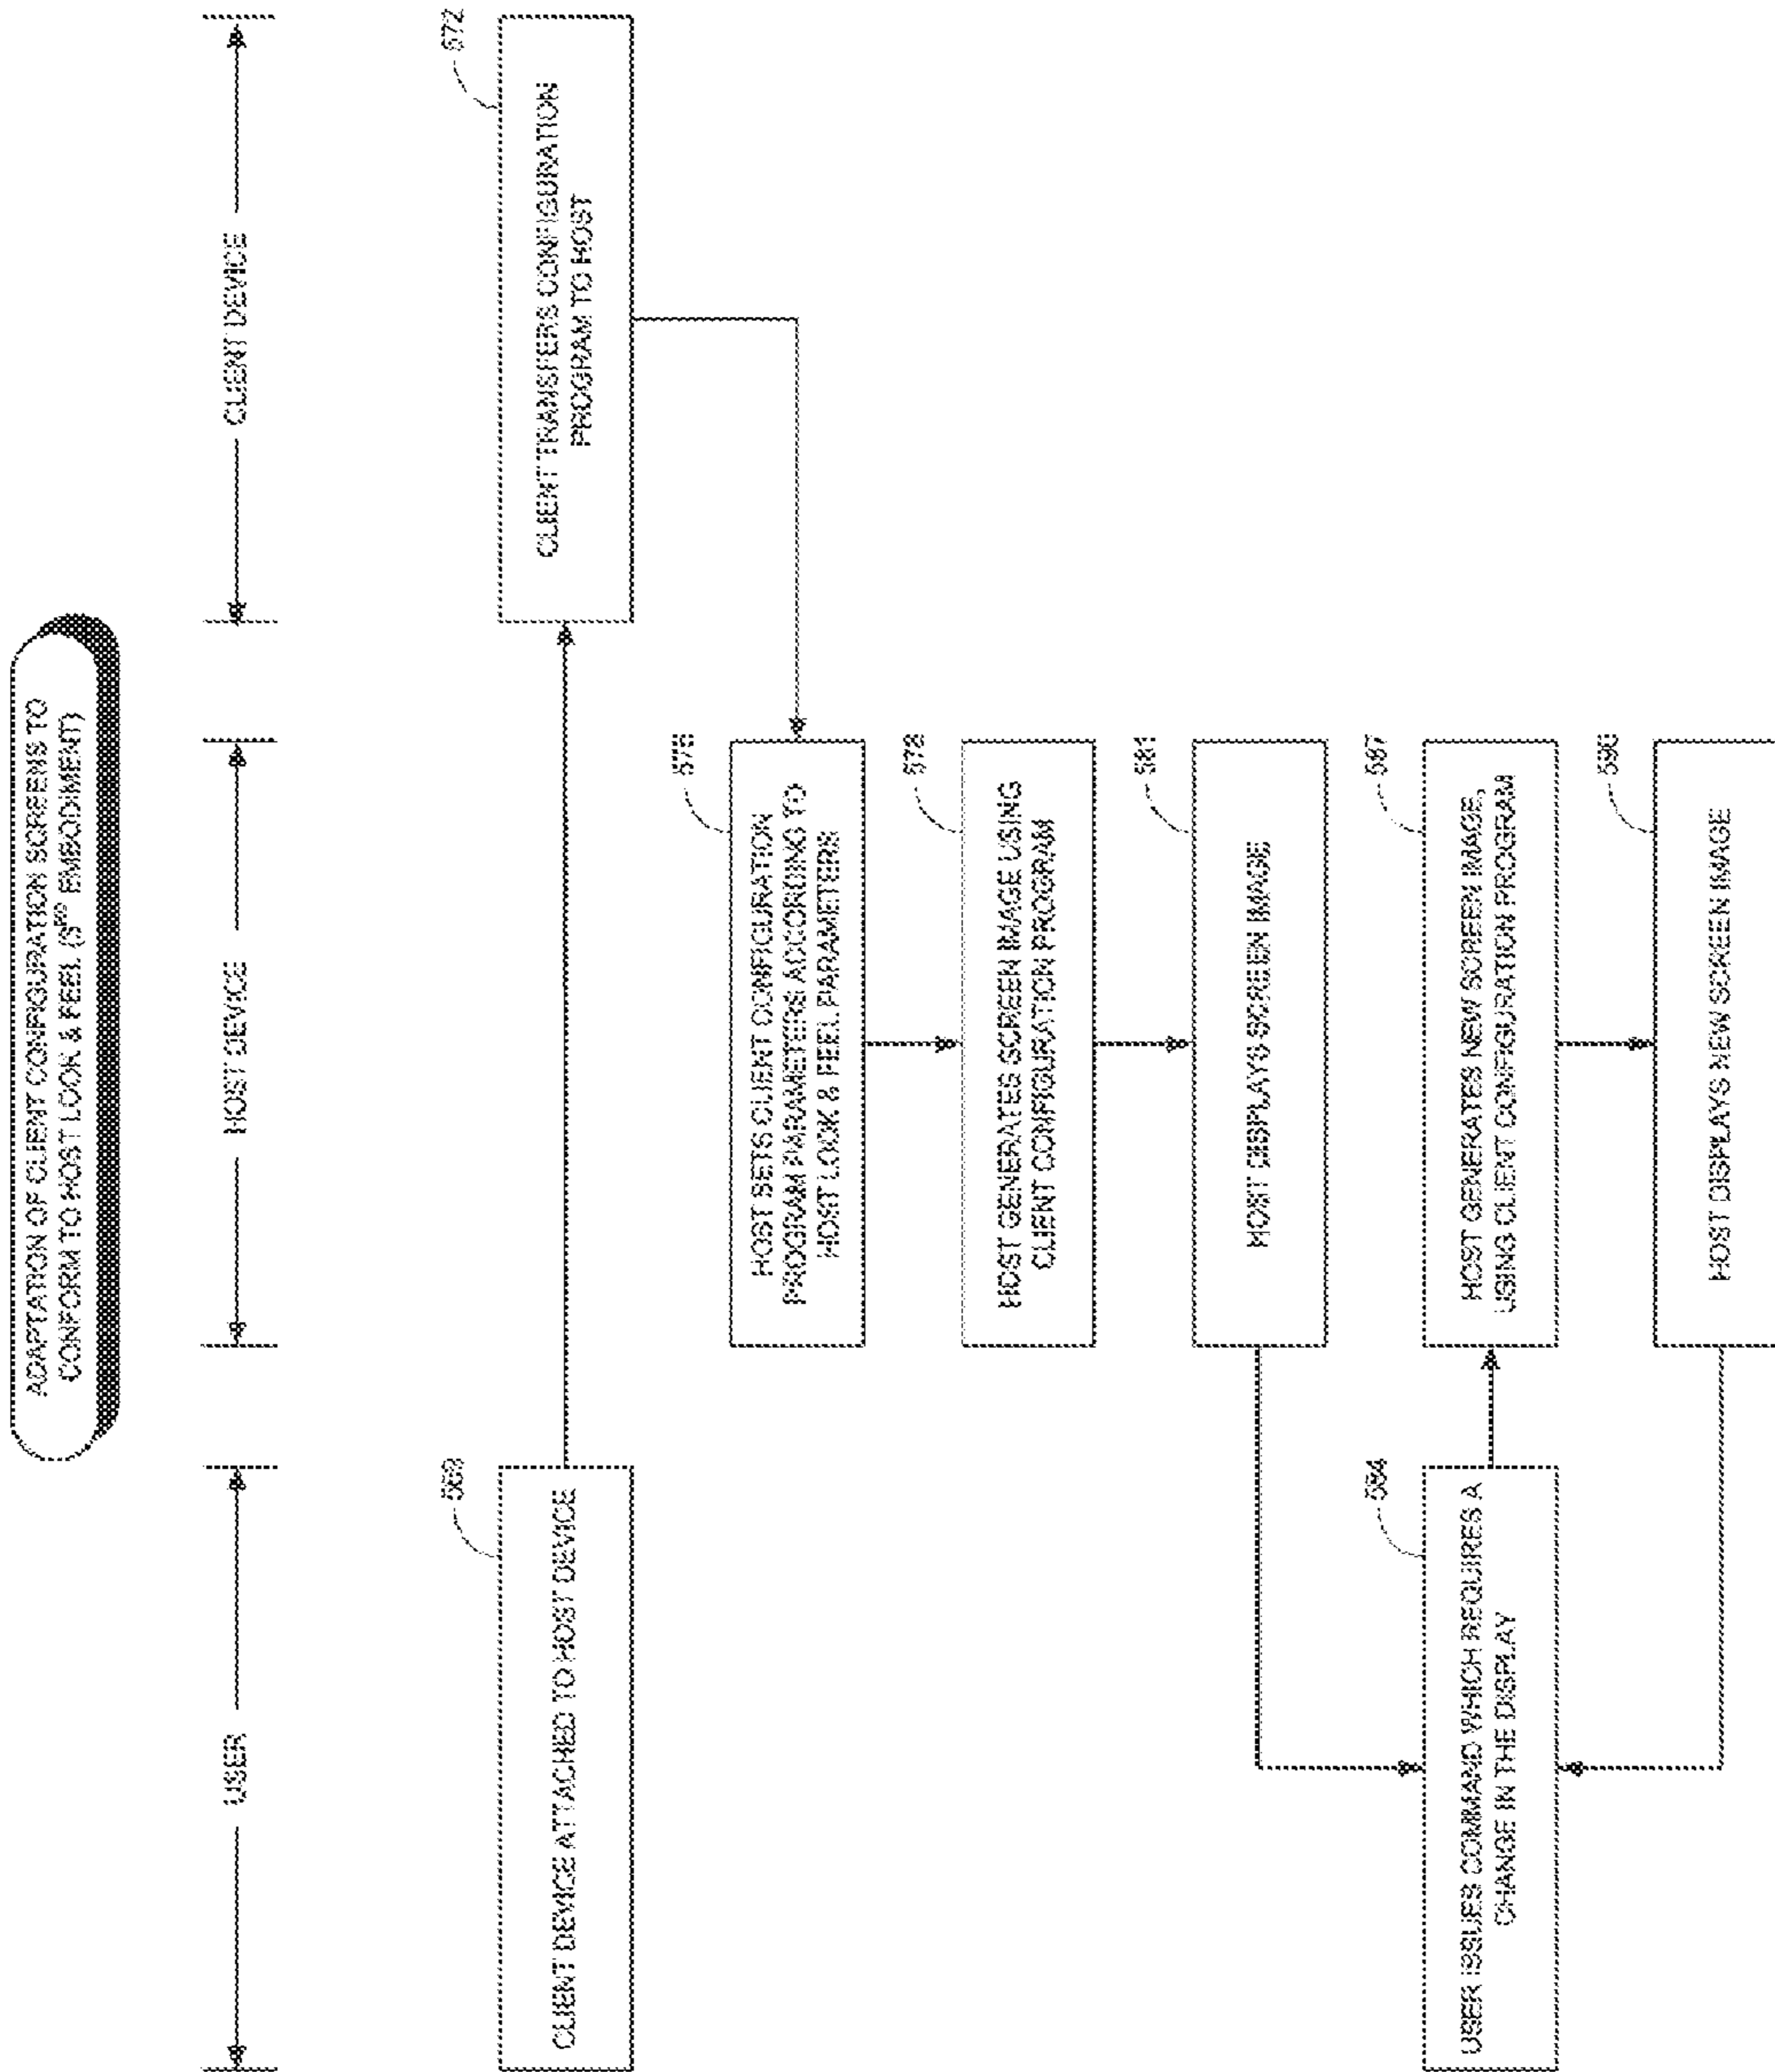 ADAPTATION OF CLIENT CONFIGURATION SCREENS TO
CONFORM TO HOST LOOK & FEEL (3RD EMBODIMENT)
USER
HOST DEVICE
CLIENT DEVICE
569
CLIENT DEVICE ATTACHED TO HOST DEVICE
572
CLIENT TRANSFERS CONFIGURATION
PROGRAM TO HOST
575
HOST SETS CLIENT CONFIGURATION
PROGRAM PARAMETERS ACCORDING TO
HOST LOOK & FEEL PARAMETERS
578
HOST GENERATES SCREEN IMAGE USING
CLIENT CONFIGURATION PROGRAM
581
HOST DISPLAYS SCREEN IMAGE
584
USER ISSUES COMMAND WHICH REQUIRES A
CHANGE IN THE DISPLAY
587
HOST GENERATES NEW SCREEN IMAGE,
USING CLIENT CONFIGURATION PROGRAM
590
HOST DISPLAYS NEW SCREEN IMAGE